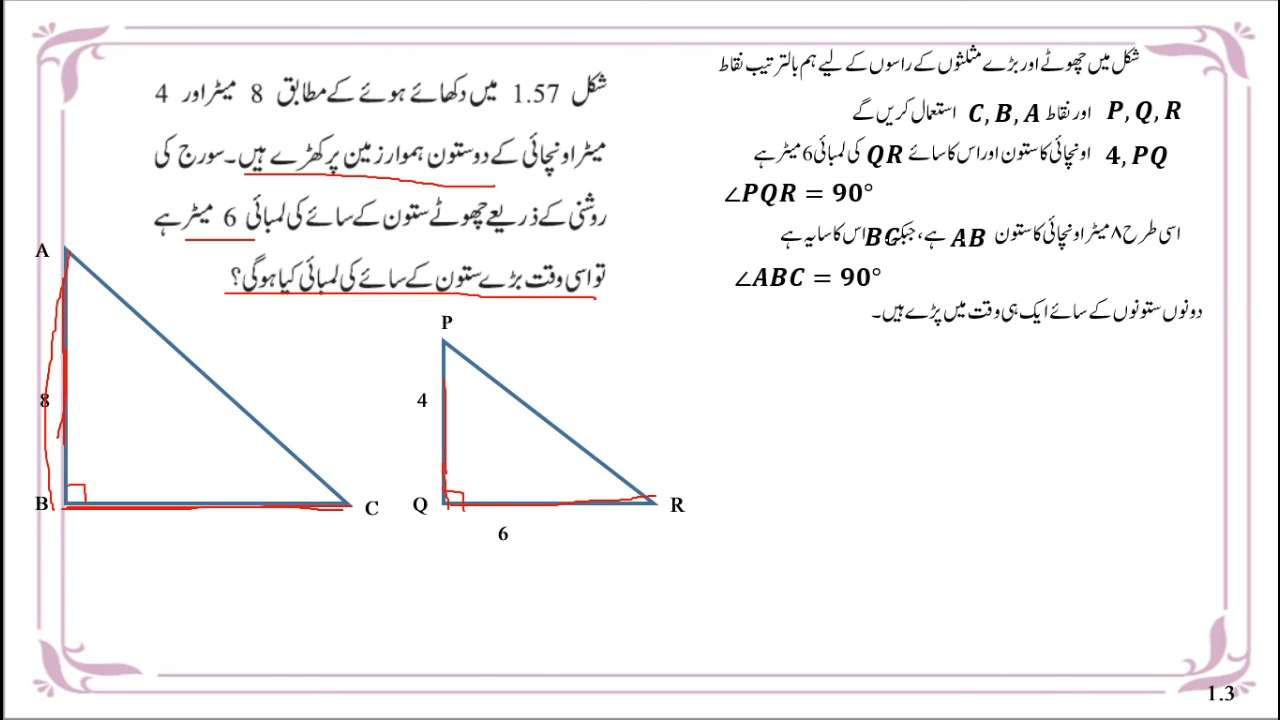 شکل 1.57 میں دکھائے ہوئے کے مطابق 8 میٹر اور 4
میٹر اونچائی کے دو ستون ہموار زمین پر کھڑے ہیں۔ سورج کی
روشنی کے ذریعے چھوٹے ستون کے سائے کی لمبائی 6 میٹر ہے
تو اسی وقت بڑے ستون کے سائے کی لمبائی کیا ہوگی؟
شکل میں چھوٹے اور بڑے مثلثوں کے راسوں کے لیے ہم بالترتیب نقاط
P, Q, R اور نقاط C, B, A استعمال کریں گے
4, PQ اونچائی کا ستون اور اس کا سائے QR کی لمبائی 6 میٹر ہے
∠PQR = 90°
اسی طرح ۸ میٹر اونچائی کا ستون AB ہے، جبکہ BC اس کا سایہ ہے
∠ABC = 90°
دونوں ستونوں کے سائے ایک ہی وقت میں پڑے ہیں۔
A
8
B
C
P
4
Q
R
6
1.3